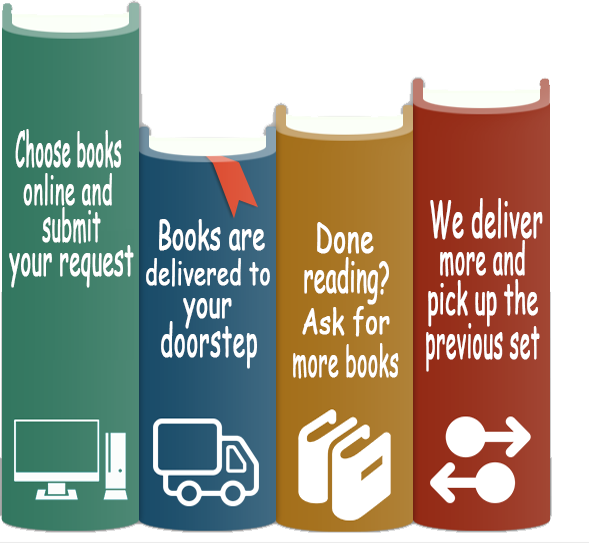 Choose books
online and
submit
your request
Books are
delivered to
your
doorstep
Done
reading?
Ask for
more books
We deliver
more and
pick up the
previous set